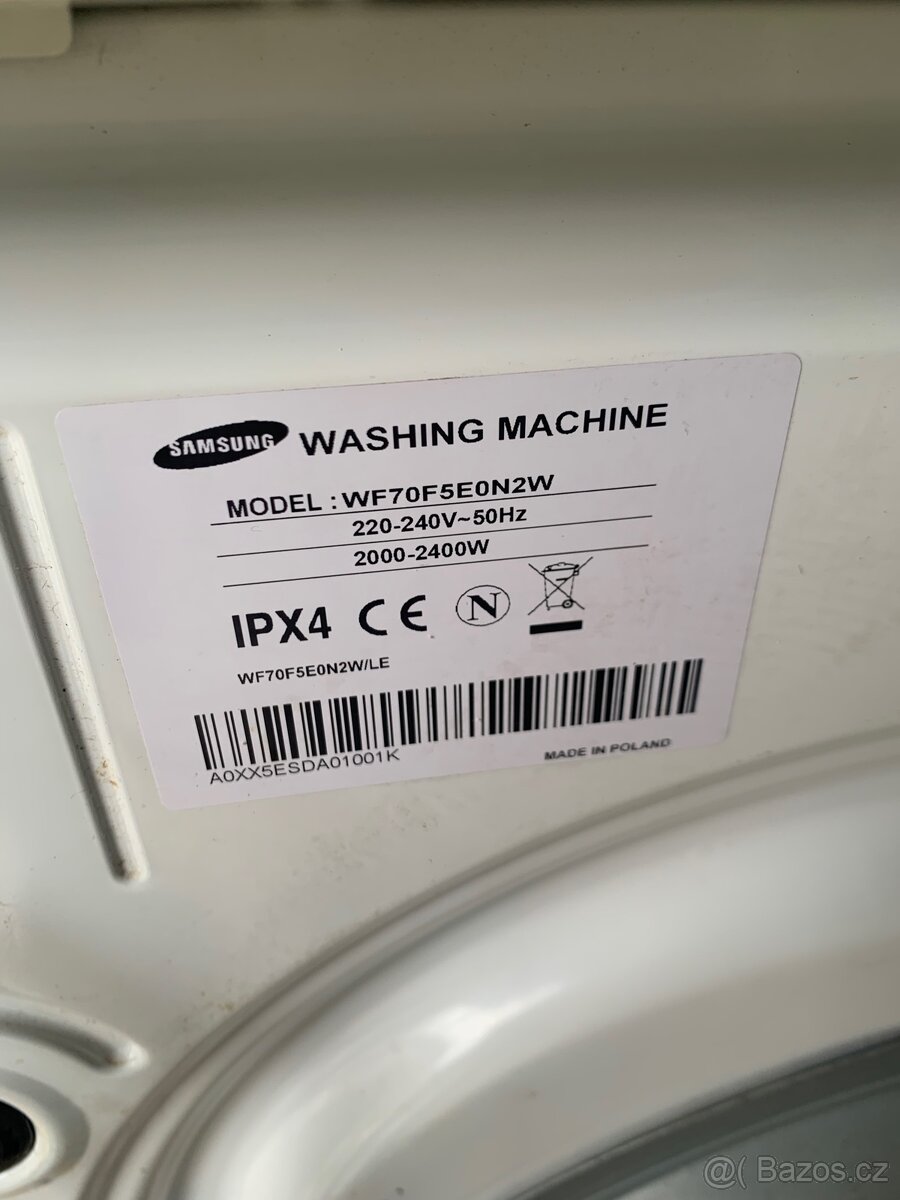 SAMSUNG WASHING MACHINE
MODEL : WF70F5E0N2W
220-240V~50Hz
2000-2400W
IPX4 CE N
WF70F5E0N2W/LE
A0XX5ESDA01001K
MADE IN POLAND
@( Bazos.cz